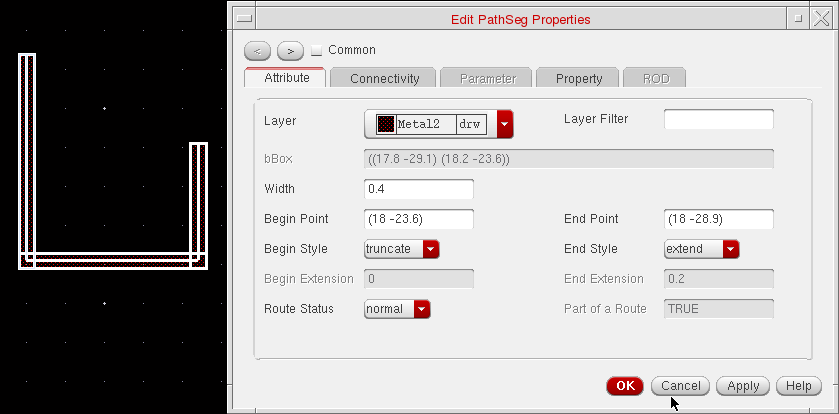 Edit PathSeg Properties
< > Common
Attribute Connectivity Parameter Property ROD
Layer Metal2 drw Layer Filter
bBox ((17.8 -29.1) (18.2 -23.6))
Width 0.4
Begin Point (18 -23.6) End Point (18 -28.9)
Begin Style truncate End Style extend
Begin Extension 0 End Extension 0.2
Route Status normal Part of a Route TRUE
OK Cancel Apply Help